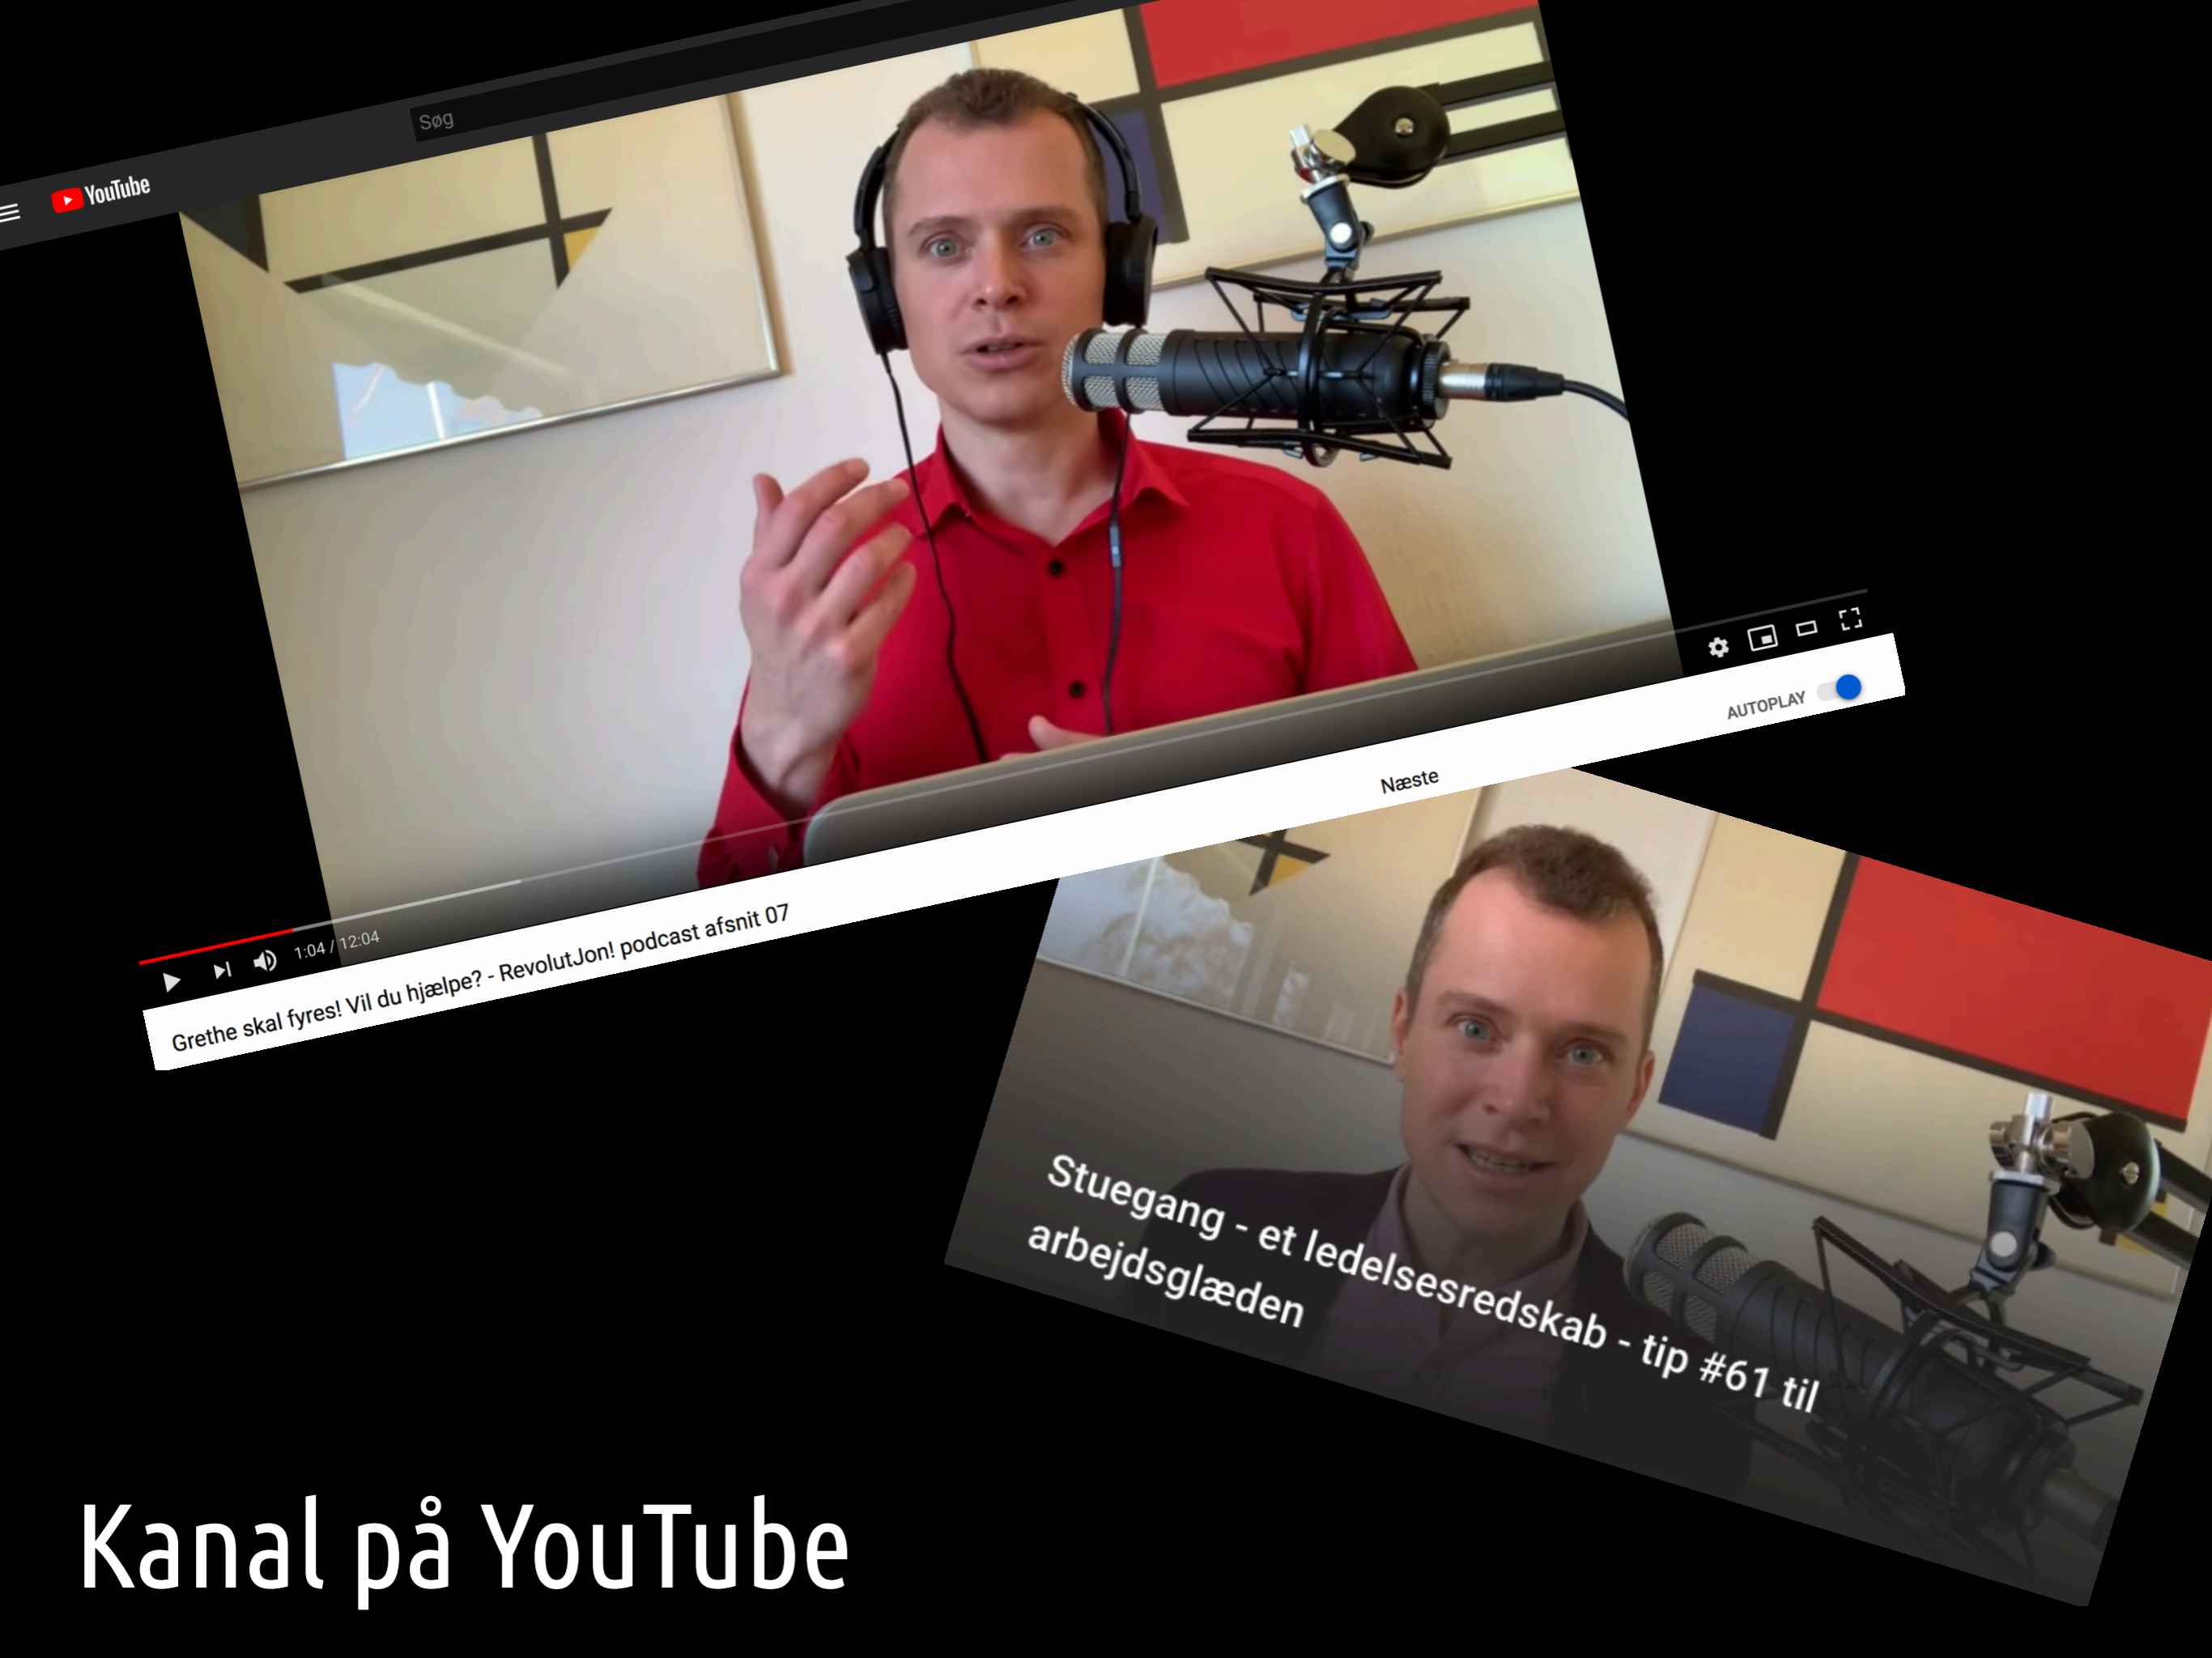 YouTube
Søg
1:04 / 12:04
AUTOPLAY
Næste
Grethe skal fyres! Vil du hjælpe? - RevolutJon! podcast afsnit 07
Stuegang - et ledelsesredskab - tip #61 til
arbejdsglæden
Kanal på YouTube